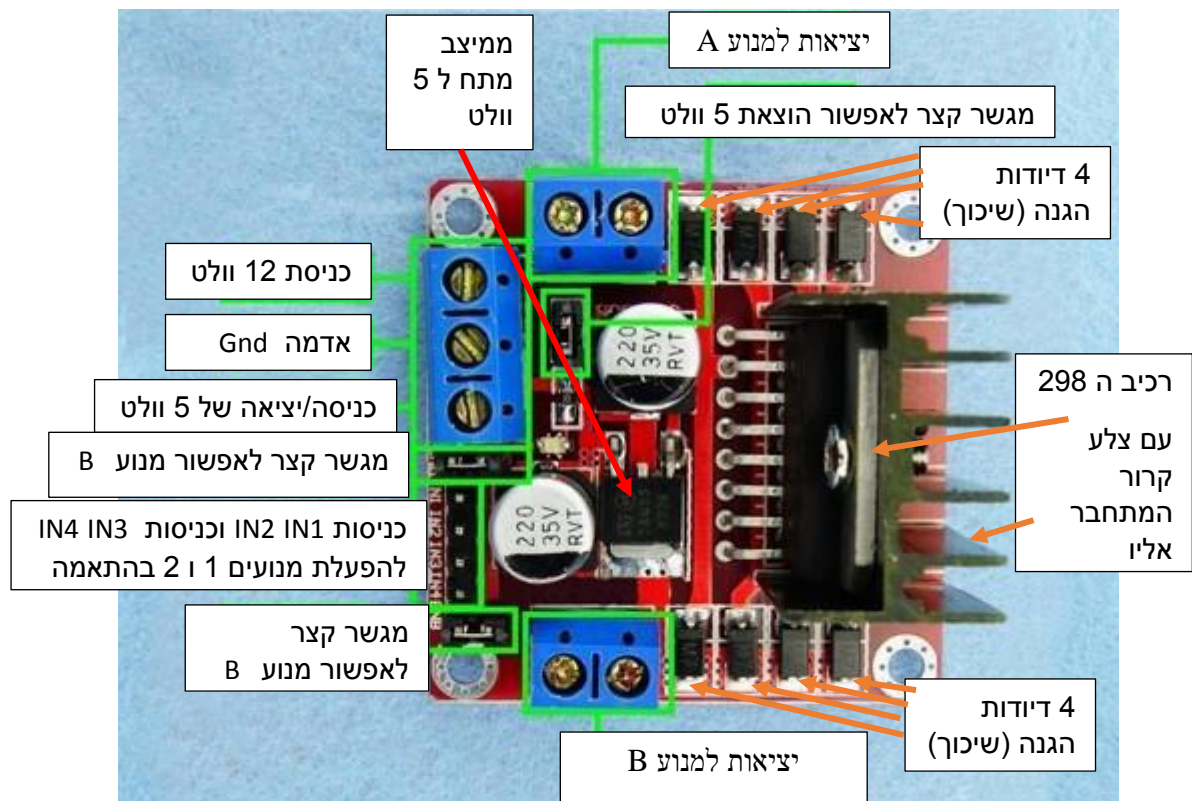 יציאות למנוע A
ממיצב
מתח ל 5
וולט
מגשר קצר לאפשור הוצאת 5 וולט
4 דיודות
הגנה (שיכוך)
כניסת 12 וולט
אדמה Gnd
כניסה/יציאה של 5 וולט
מגשר קצר לאפשור מנוע B
כניסות IN2 IN1 וכניסות IN4 IN3
להפעלת מנועים 1 ו 2 בהתאמה
מגשר קצר
לאפשור מנוע B
רכיב ה 298
עם צלע
קרור
המתחבר
אליו
220
35V
RVT
220
35V
RVT
4 דיודות
הגנה (שיכוך)
יציאות למנוע B